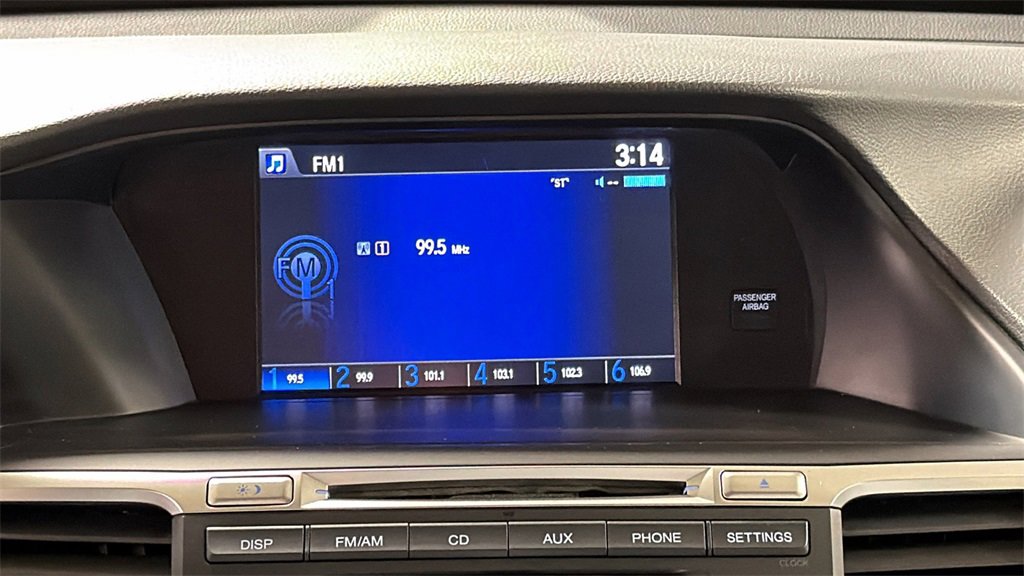 FM1 3:14
"ST"
FM 1 1 99.5 MHz
PASSENGER
AIRBAG
1 99.5 2 99.9 3 101.1 4 103.1 5 102.3 6 106.9
DISP FM/AM CD AUX PHONE SETTINGS
CLOCK